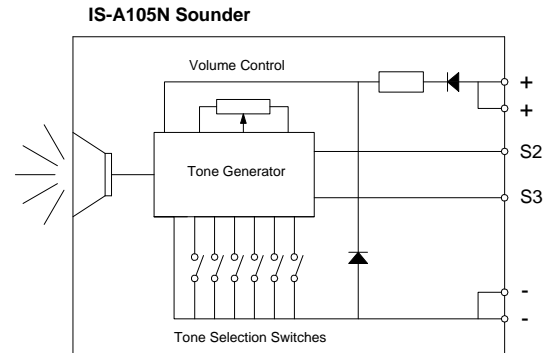 IS-A105N Sounder
Volume Control
+
+
Tone Generator
S2
S3
-
-
Tone Selection Switches